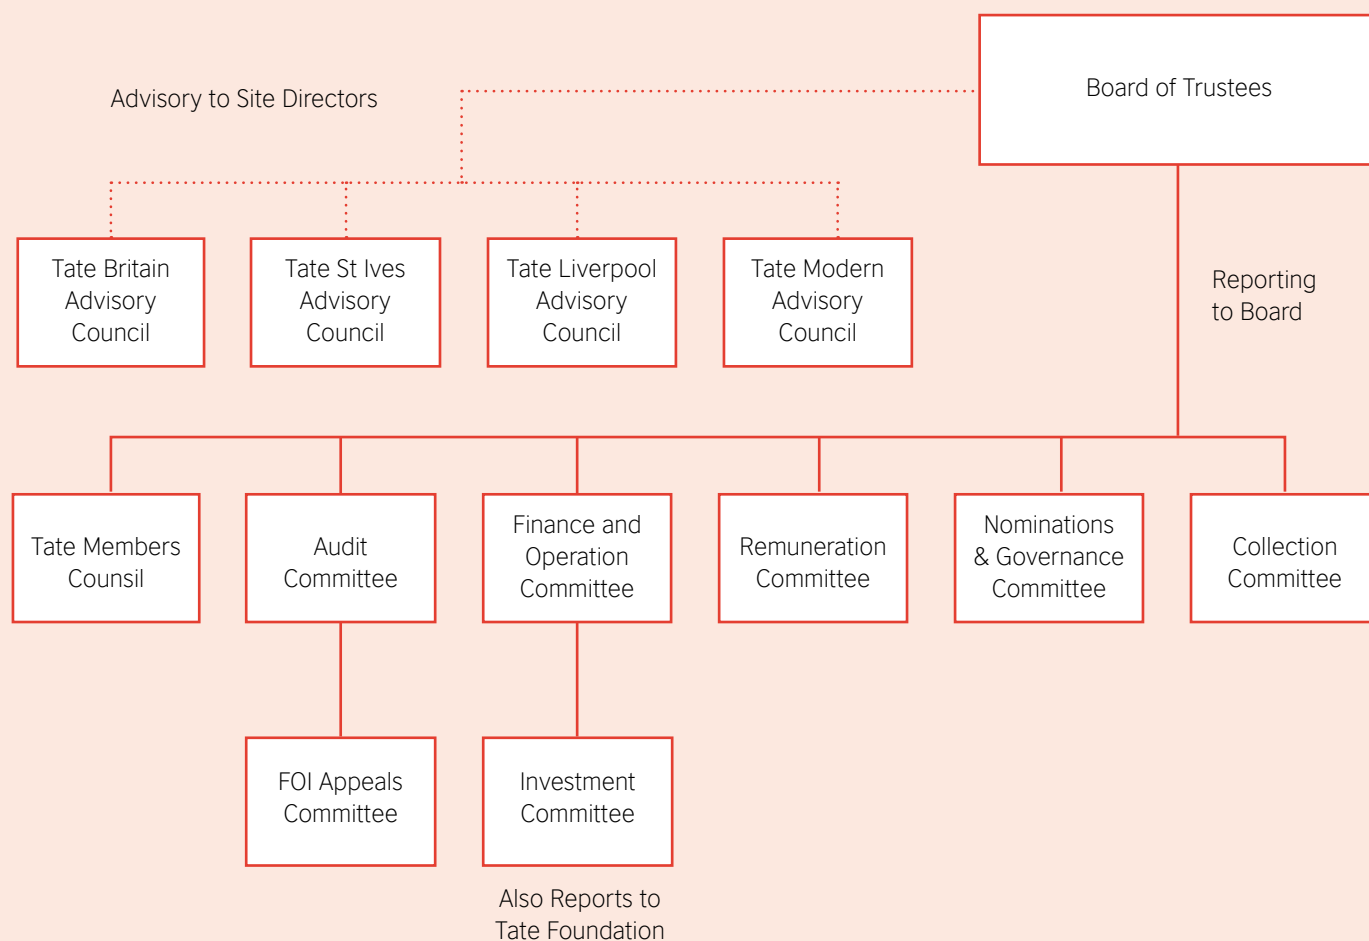 Board of Trustees
Advisory to Site Directors
Tate Britain
Advisory
Council
Tate St Ives
Advisory
Council
Tate Liverpool
Advisory
Council
Tate Modern
Advisory
Council
Reporting
to Board
Tate Members
Counsil
Audit
Committee
Finance and
Operation
Committee
Remuneration
Committee
Nominations
& Governance
Committee
Collection
Committee
FOI Appeals
Committee
Investment
Committee
Also Reports to
Tate Foundation